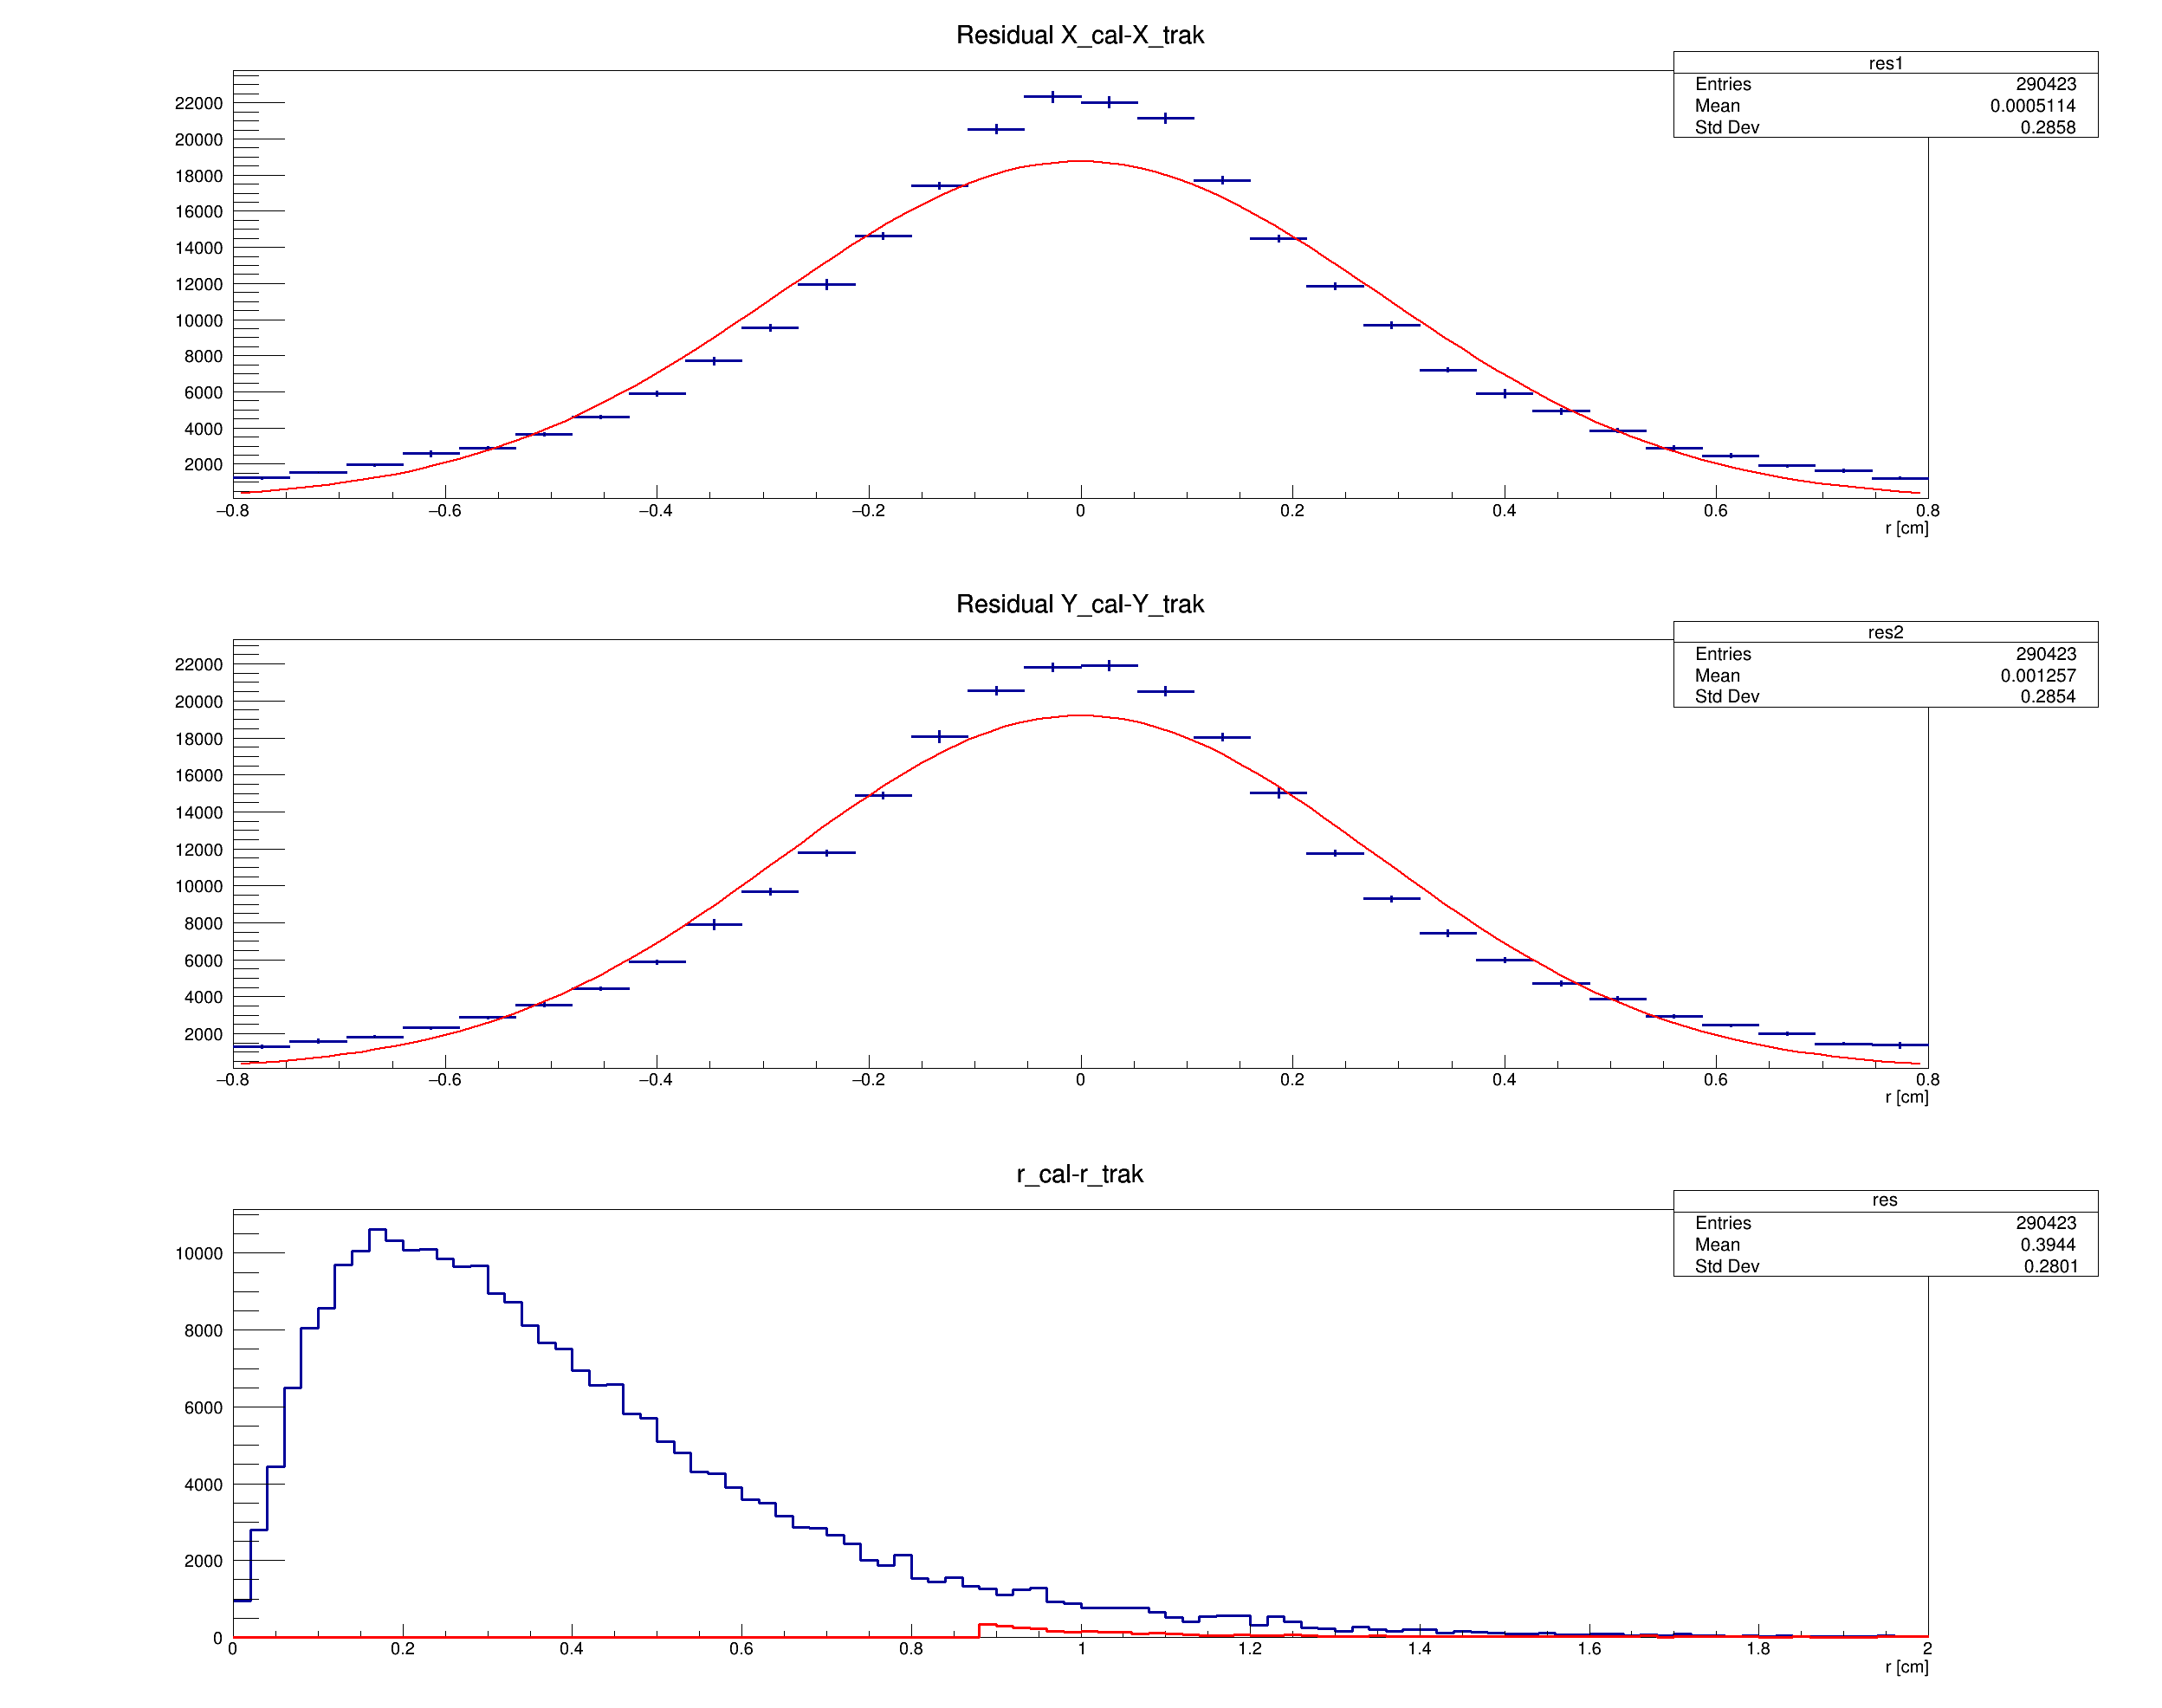 Residual X_cal-X_trak
res1
Entries 290423
Mean 0.0005114
Std Dev 0.2858
22000
20000
18000
16000
14000
12000
10000
8000
6000
4000
2000
−0.8 −0.6 −0.4 −0.2 0 0.2 0.4 0.6 0.8
r [cm]
Residual Y_cal-Y_trak
res2
Entries 290423
Mean 0.001257
Std Dev 0.2854
22000
20000
18000
16000
14000
12000
10000
8000
6000
4000
2000
−0.8 −0.6 −0.4 −0.2 0 0.2 0.4 0.6 0.8
r [cm]
r_cal-r_trak
res
Entries 290423
Mean 0.3944
Std Dev 0.2801
10000
8000
6000
4000
2000
0
0 0.2 0.4 0.6 0.8 1 1.2 1.4 1.6 1.8 2
r [cm]